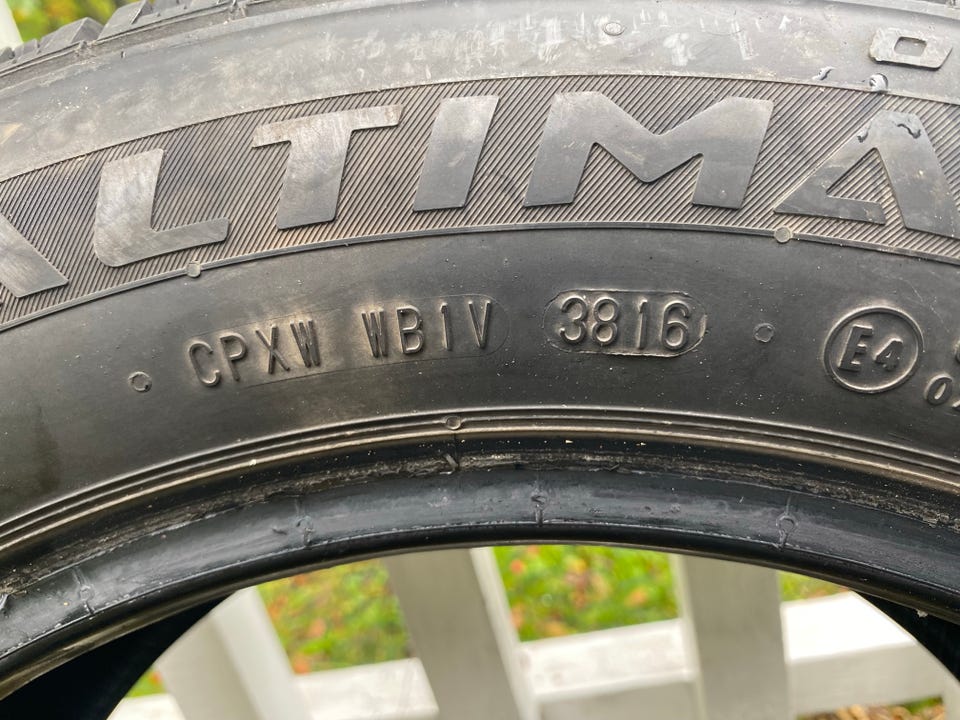 ALTIMA
CPXW WB1V 3816 E4